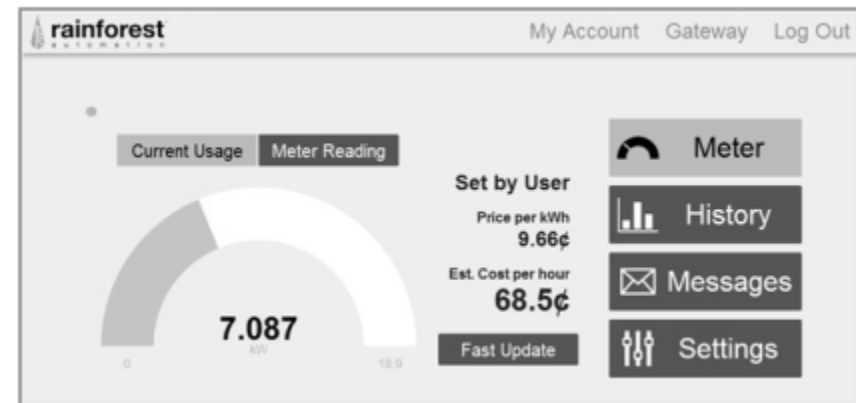 rainforest
automation
My Account Gateway Log Out
Current Usage Meter Reading
Set by User
Price per kWh
9.66¢
Est. Cost per hour
68.5¢
Fast Update
7.087
kW
0 18.9
Meter
History
Messages
Settings